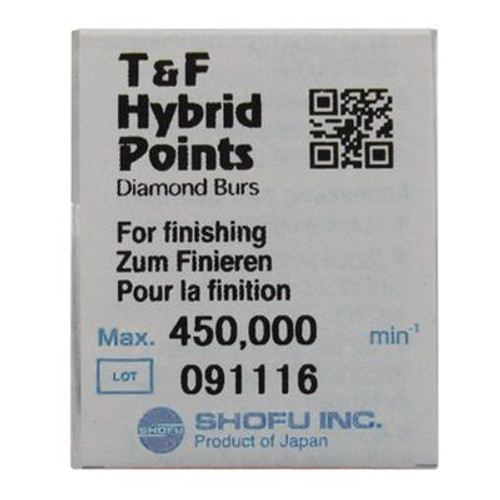 T&F
Hybrid
Points
Diamond Burs
For finishing
Zum Finieren
Pour la finition
Max. 450,000 min⁻¹
LOT 091116
SHOFU SHOFU INC.
Product of Japan